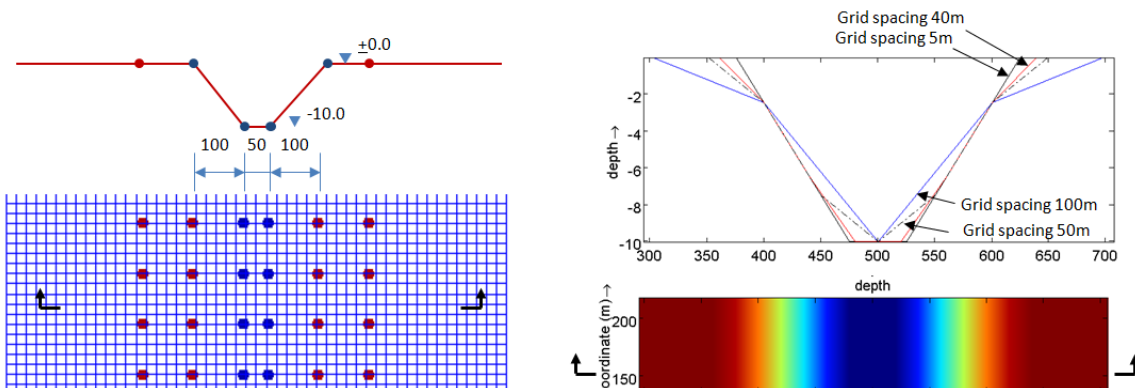 ±0.0
-10.0
100 50 100
Grid spacing 40m
Grid spacing 5m
-2
-4
-6
-8
-10
depth →
Grid spacing 100m
Grid spacing 50m
300 350 400 450 500 550 600 650 700
depth
200
150
oordinate (m) →